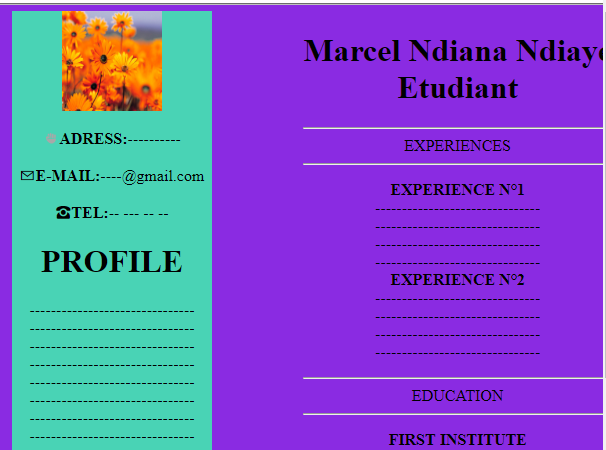 ADRESS:----------
✉E-MAIL:----@gmail.com
☎TEL:-- --- -- --
PROFILE
-------------------------------
-------------------------------
-------------------------------
-------------------------------
-------------------------------
-------------------------------
-------------------------------
-------------------------------
Marcel Ndiana Ndiaye
Etudiant
EXPERIENCES
EXPERIENCE N°1
-------------------------------
-------------------------------
-------------------------------
-------------------------------
EXPERIENCE N°2
-------------------------------
-------------------------------
-------------------------------
-------------------------------
EDUCATION
FIRST INSTITUTE